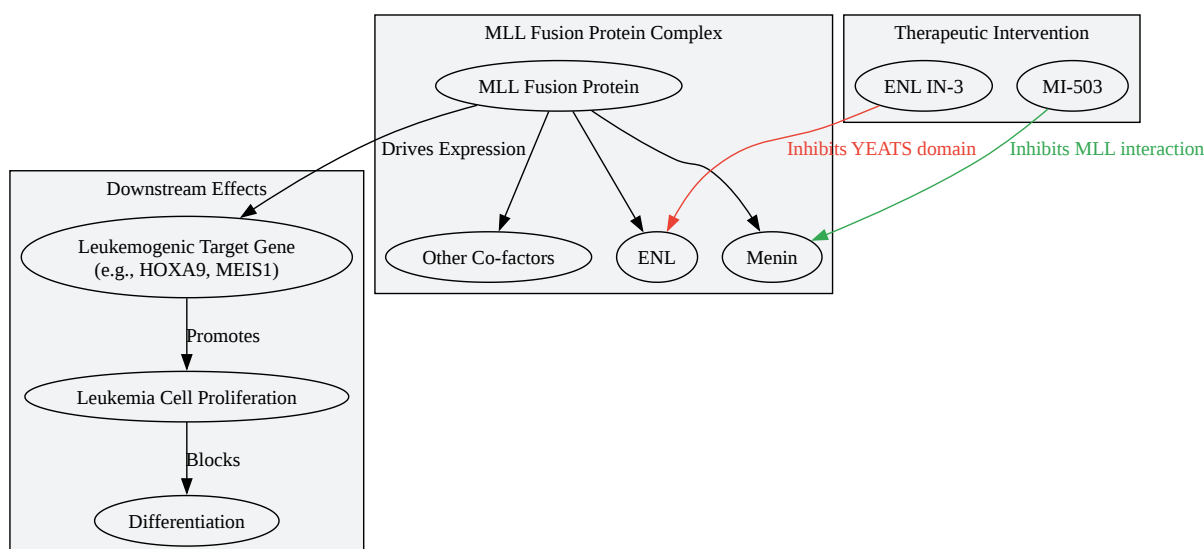 MLL Fusion Protein Complex
Therapeutic Intervention
MLL Fusion Protein
ENL IN-3
MI-503
Drives Expression
Inhibits YEATS domain
Inhibits MLL interaction
Downstream Effects
Leukemogenic Target Gene
(e.g., HOXA9, MEIS1)
Other Co-factors
ENL
Menin
Promotes
Leukemia Cell Proliferation
Blocks
Differentiation